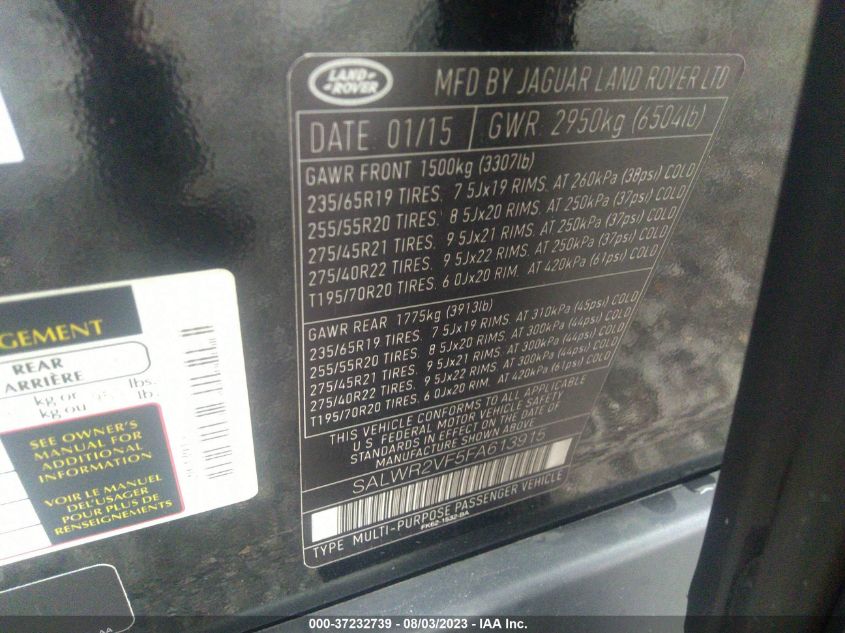 LAND ROVER
MFD BY JAGUAR LAND ROVER LTD
DATE 01/15
GWR 2950kg (6504lb)
GAWR FRONT 1500kg (3307lb)
235/65R19 TIRES. 7 5Jx19 RIMS. AT 260kPa (38psi) COLD
255/55R20 TIRES. 8 5Jx20 RIMS. AT 250kPa (37psi) COLD
275/45R21 TIRES. 9 5Jx21 RIMS. AT 250kPa (37psi) COLD
275/40R22 TIRES. 9 5Jx22 RIMS. AT 250kPa (37psi) COLD
T195/70R20 TIRES. 6 0Jx20 RIM. AT 420kPa (61psi) COLD
GAWR REAR 1775kg (3913lb)
235/65R19 TIRES. 7 5Jx19 RIMS. AT 310kPa (45psi) COLD
255/55R20 TIRES. 8 5Jx20 RIMS. AT 300kPa (44psi) COLD
275/45R21 TIRES. 9 5Jx21 RIMS. AT 300kPa (44psi) COLD
275/40R22 TIRES. 9 5Jx22 RIMS. AT 300kPa (44psi) COLD
T195/70R20 TIRES. 6 0Jx20 RIM. AT 420kPa (61psi) COLD
THIS VEHICLE CONFORMS TO ALL APPLICABLE
U.S. FEDERAL MOTOR VEHICLE SAFETY
STANDARDS IN EFFECT ON THE DATE OF
MANUFACTURE SHOWN ABOVE
SALWR2VF5FA613915
TYPE MULTI-PURPOSE PASSENGER VEHICLE
FK62-1532-BA
GEMENT
REAR
ARRIÈRE
kg or lbs.
kg ou lb.
SEE OWNER'S
MANUAL FOR
ADDITIONAL
INFORMATION
VOIR LE MANUEL
DE L'USAGER
POUR PLUS DE
RENSEIGNEMENTS
000-37232739 - 08/03/2023 - IAA Inc.